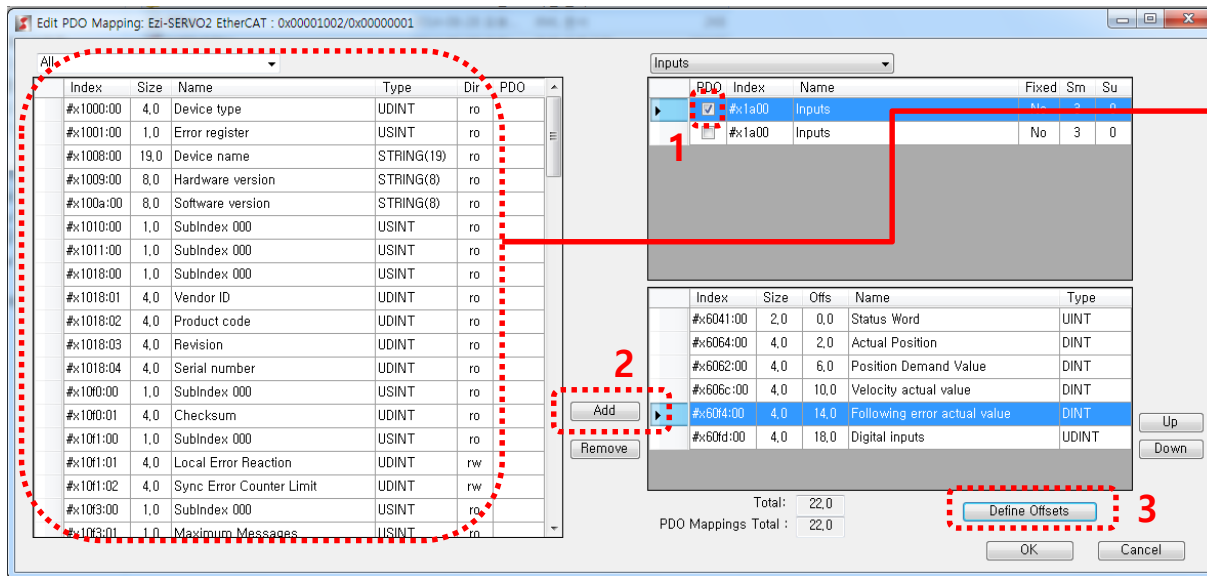 Edit PDO Mapping: Ezi-SERVO2 EtherCAT : 0x00001002/0x00000001
All
Index Size Name Type Dir PDO
#x1000:00 4,0 Device type UDINT ro
#x1001:00 1,0 Error register USINT ro
#x1008:00 19,0 Device name STRING(19) ro
#x1009:00 8,0 Hardware version STRING(8) ro
#x100a:00 8,0 Software version STRING(8) ro
#x1010:00 1,0 SubIndex 000 USINT ro
#x1011:00 1,0 SubIndex 000 USINT ro
#x1018:00 1,0 SubIndex 000 USINT ro
#x1018:01 4,0 Vendor ID UDINT ro
#x1018:02 4,0 Product code UDINT ro
#x1018:03 4,0 Revision UDINT ro
#x1018:04 4,0 Serial number UDINT ro
#x10f0:00 1,0 SubIndex 000 USINT ro
#x10f0:01 4,0 Checksum UDINT ro
#x10f1:00 1,0 SubIndex 000 USINT ro
#x10f1:01 4,0 Local Error Reaction UDINT rw
#x10f1:02 4,0 Sync Error Counter Limit UDINT rw
#x10f3:00 1,0 SubIndex 000 USINT ro
#x10f3:01 1,0 Maximum Messages USINT ro
2
Add
Remove
Inputs
PDO Index Name Fixed Sm Su
#x1a00 Inputs No 3 0
1
#x1a00 Inputs No 3 0
Index Size Offs Name Type
#x6041:00 2,0 0,0 Status Word UINT
#x6064:00 4,0 2,0 Actual Position DINT
#x6062:00 4,0 6,0 Position Demand Value DINT
#x606c:00 4,0 10,0 Velocity actual value DINT
#x60f4:00 4,0 14,0 Following error actual value DINT
#x60fd:00 4,0 18,0 Digital inputs UDINT
Up
Down
Total: 22,0
PDO Mappings Total : 22,0
Define Offsets 3
OK Cancel